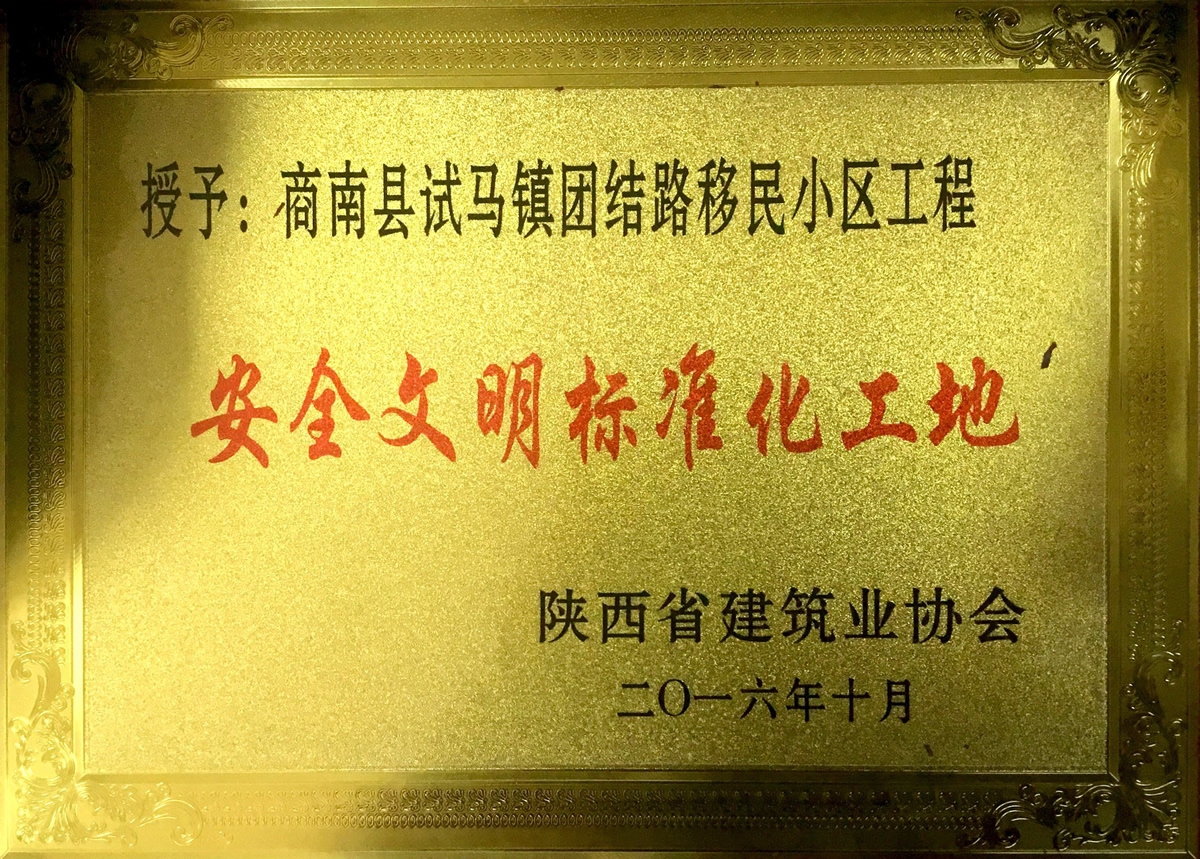 授予：商南县试马镇团结路移民小区工程
安全文明标准化工地
陕西省建筑业协会
二〇一六年十月